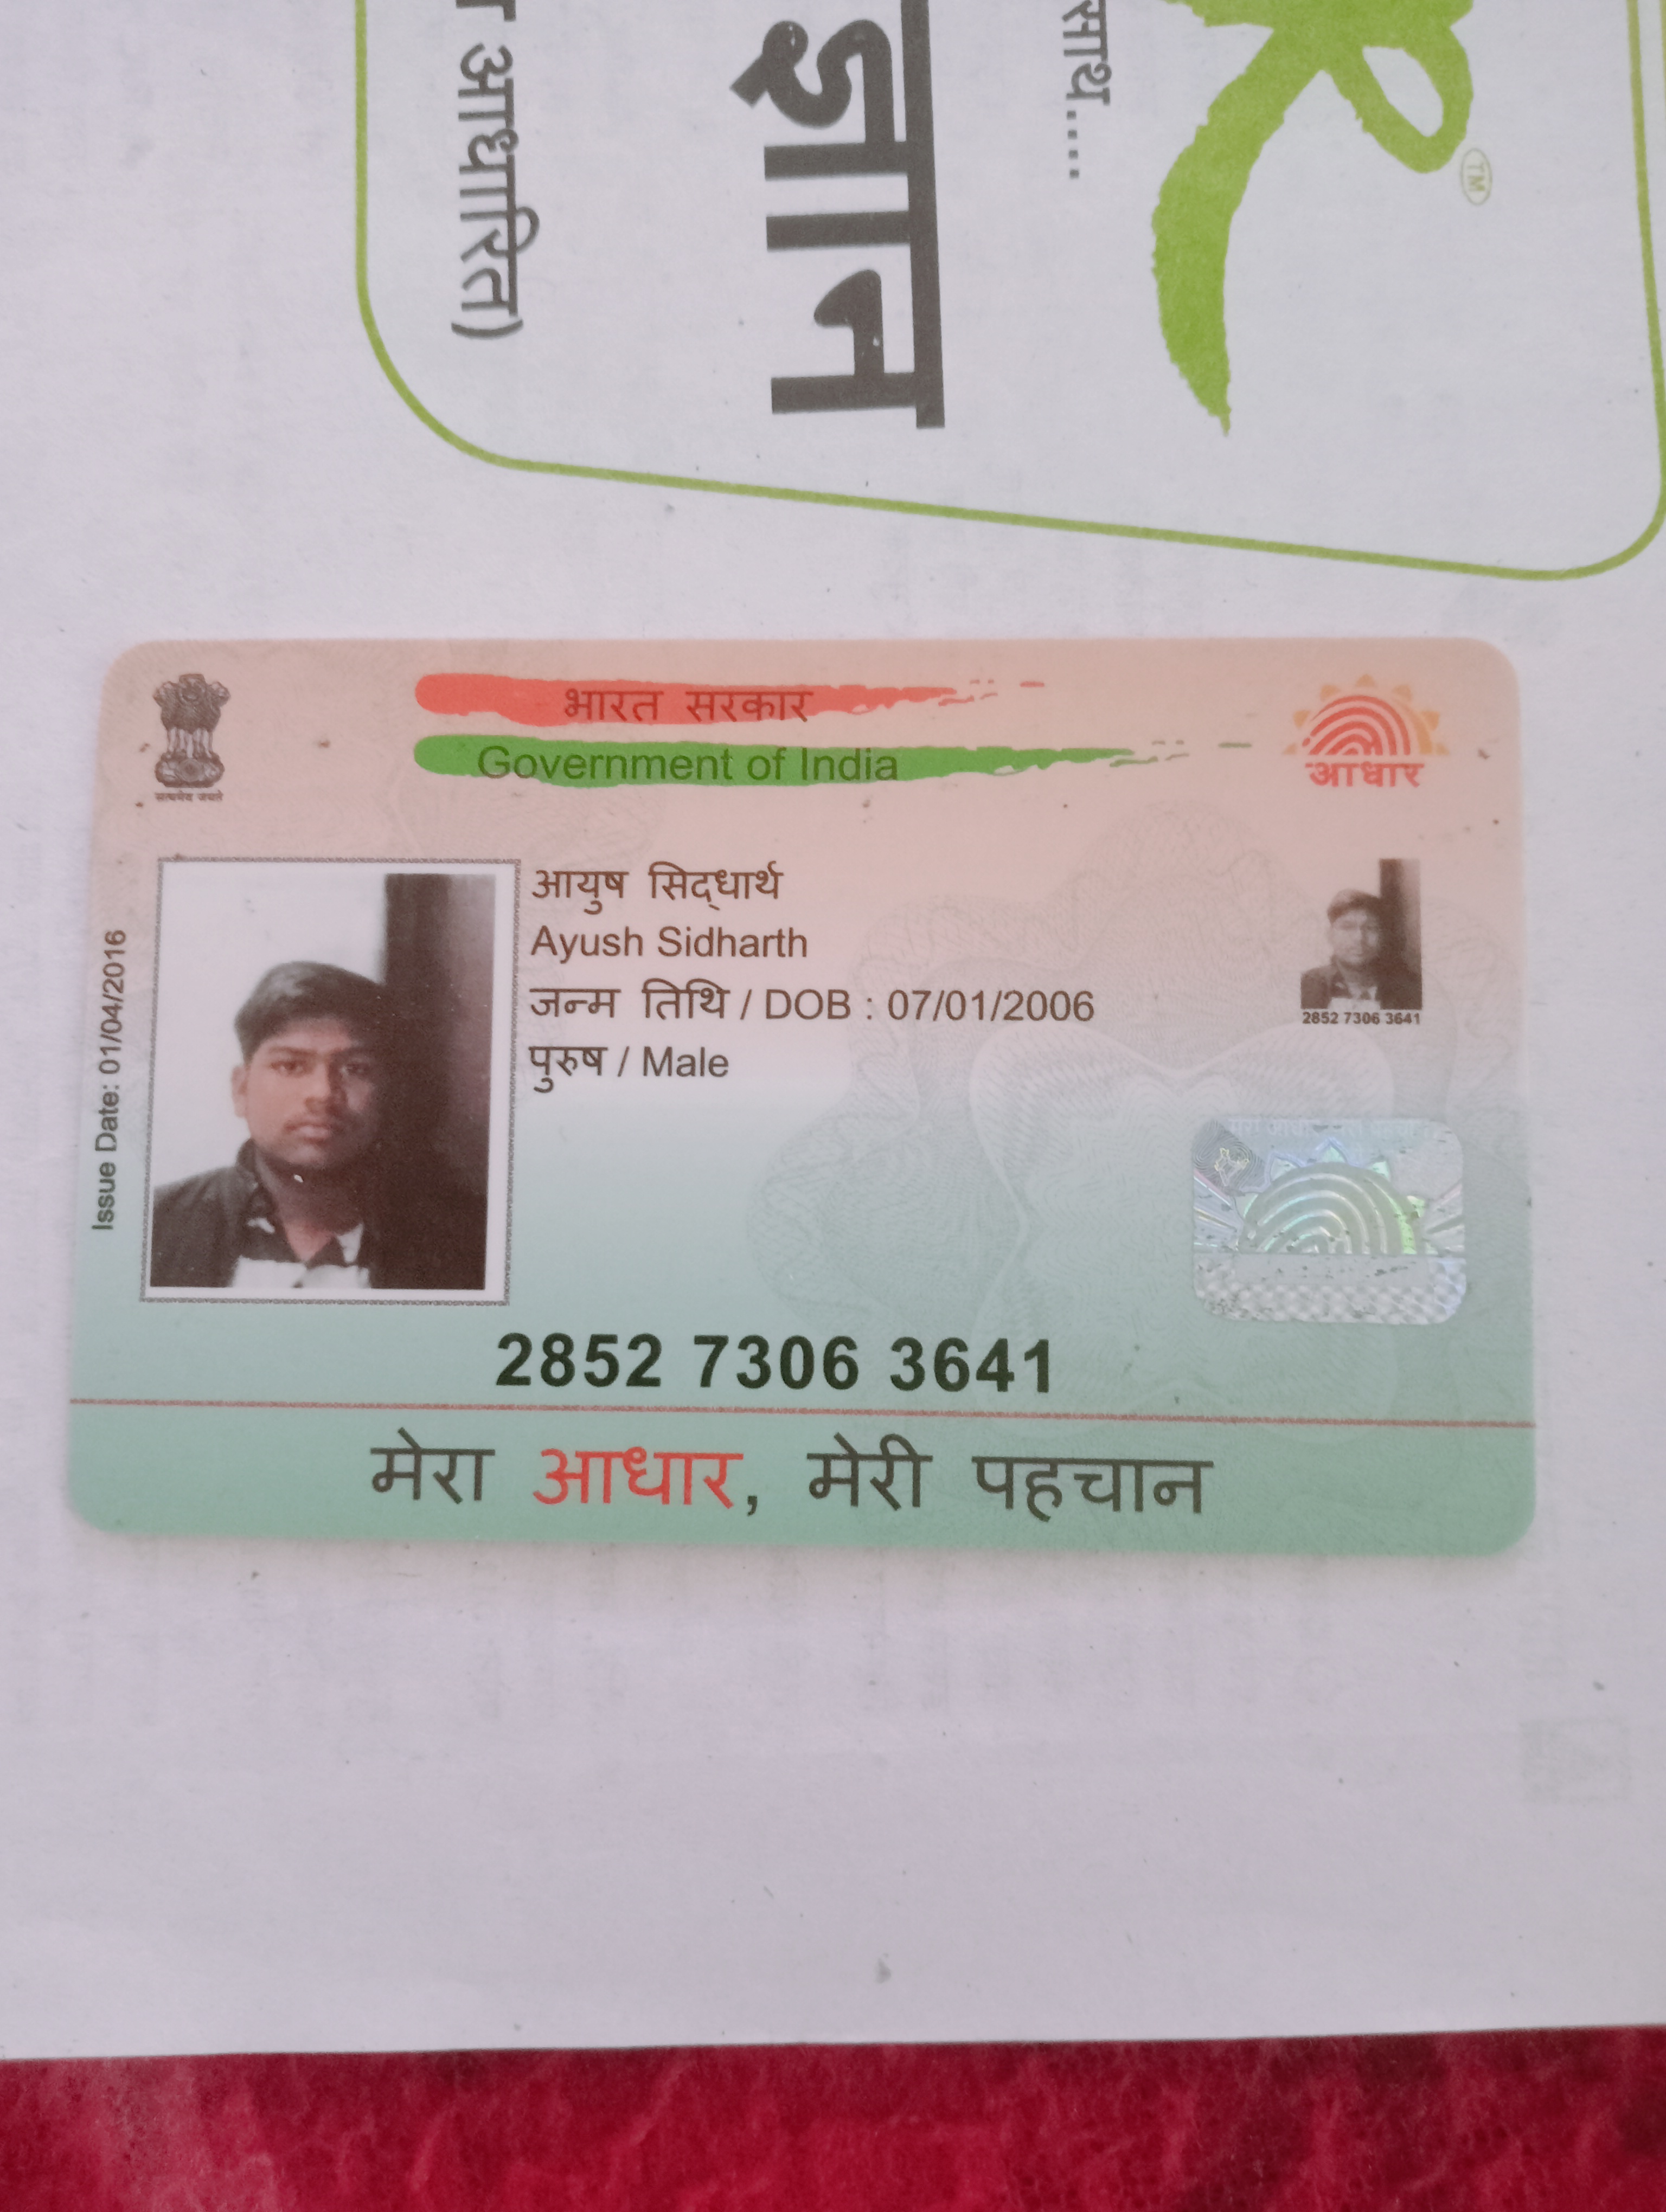 र आधारित)
ज्ञान
साथ.....
TM
भारत सरकार
Government of India
सत्यमेव जयते
आधार
आयुष सिद्धार्थ
Ayush Sidharth
जन्म तिथि / DOB : 07/01/2006
पुरुष / Male
Issue Date: 01/04/2016
2852 7306 3641
2852 7306 3641
मेरा आधार, मेरी पहचान